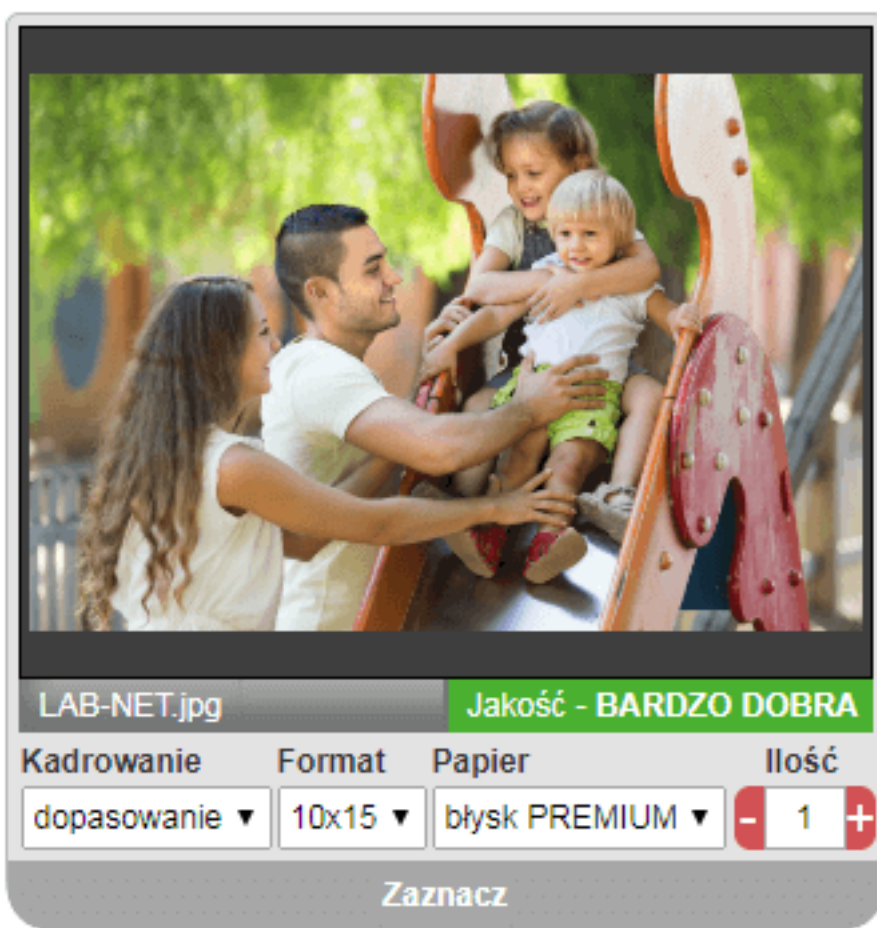 LAB-NET.jpg Jakość - BARDZO DOBRA
Kadrowanie Format Papier Ilość
dopasowanie ▼ 10x15 ▼ błysk PREMIUM ▼ - 1 +
Zaznacz